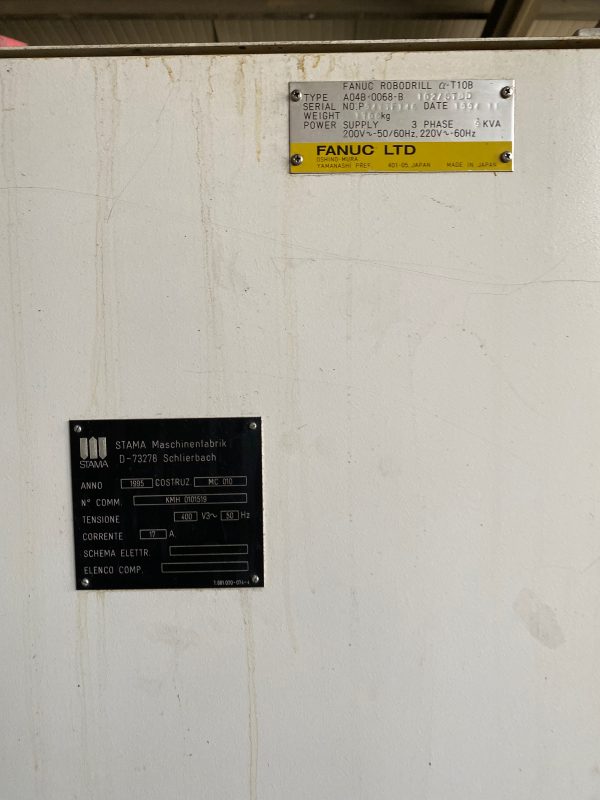 FANUC ROBODRILL α-T10B
TYPE A04B-0068-B
SERIAL NO. DATE
WEIGHT kg
POWER SUPPLY 3 PHASE KVA
200V~-50/60Hz, 220V~-60Hz
FANUC LTD
OSHINO-MURA
YAMANASHI PREF. 401-05, JAPAN MADE IN JAPAN
STAMA
STAMA Maschinenfabrik
D-73278 Schlierbach
ANNO 1995 COSTRUZ MC 010
N° COMM. KMH 0101519
TENSIONE 400 V3~ 50 Hz
CORRENTE 17 A
SCHEMA ELETTR.
ELENCO COMP.